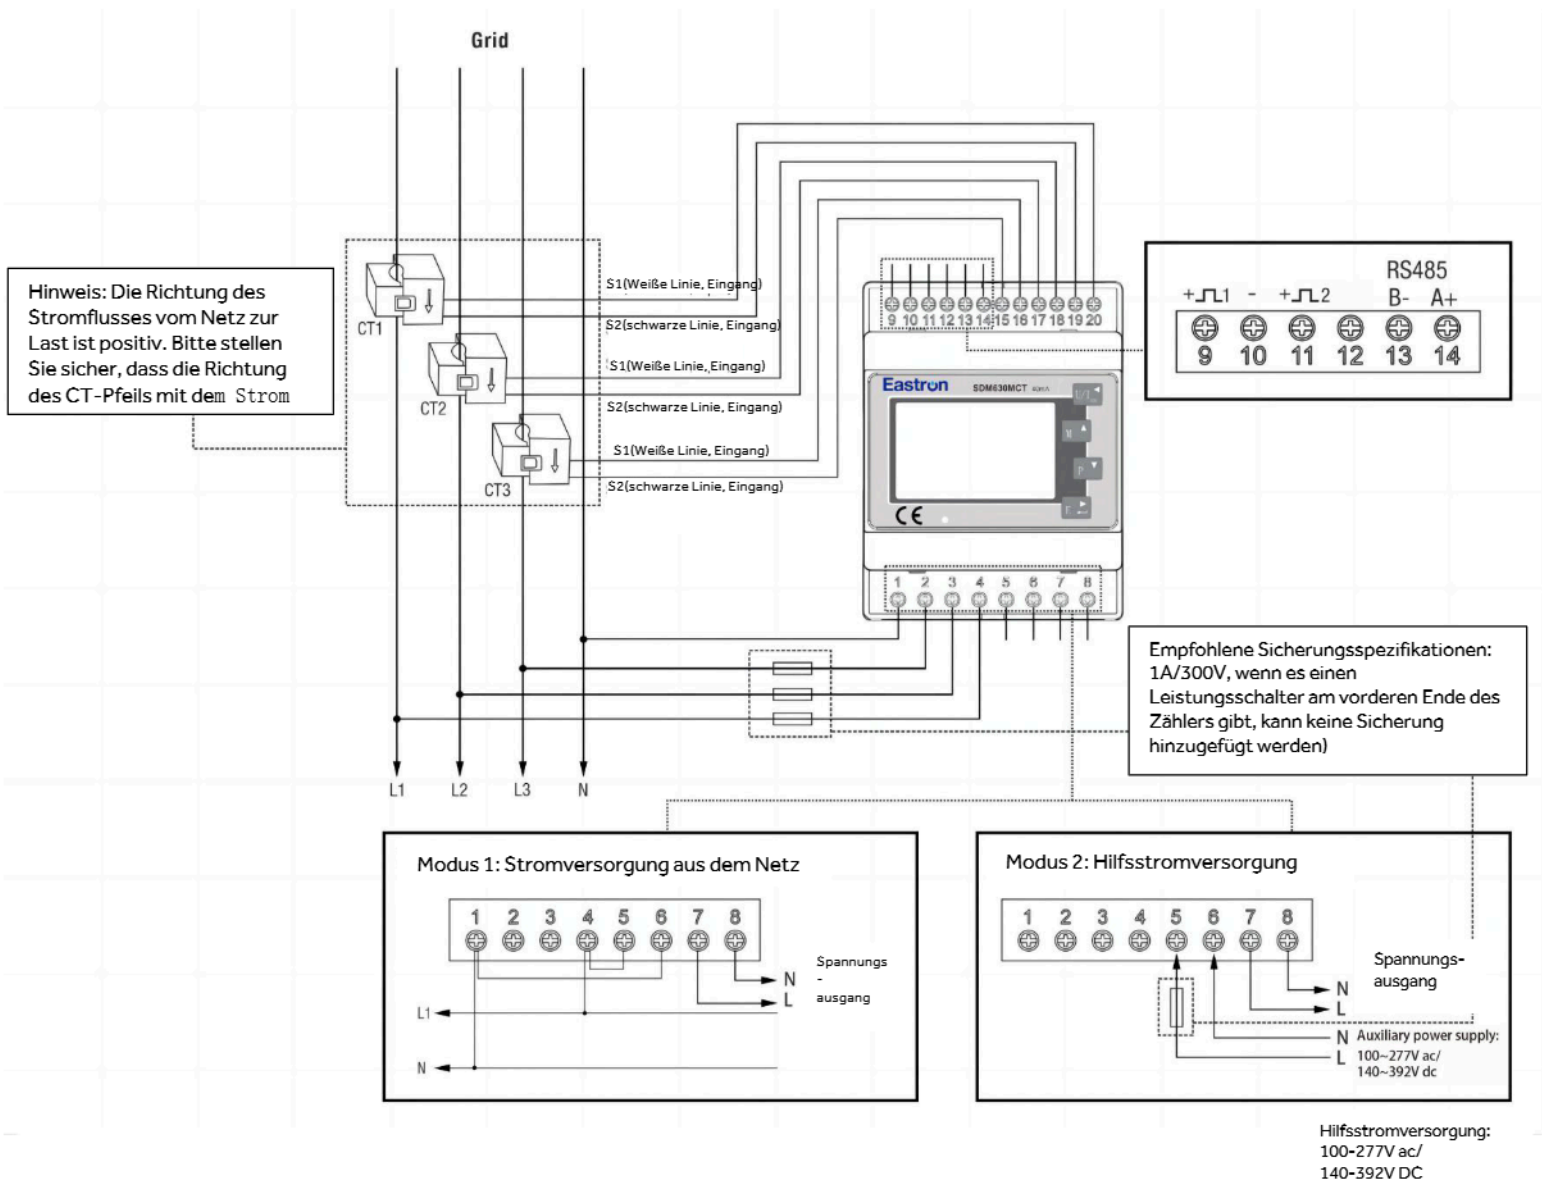 Grid
Hinweis: Die Richtung des
Stromflusses vom Netz zur
Last ist positiv. Bitte stellen
Sie sicher, dass die Richtung
des CT-Pfeils mit dem Strom
CT1
CT2
CT3
S1(Weiße Linie, Eingang)
S2(schwarze Linie, Eingang)
S1(Weiße Linie, Eingang)
S2(schwarze Linie, Eingang)
S1(Weiße Linie, Eingang)
S2(schwarze Linie, Eingang)
9 10 11 12 13 14 15 16 17 18 19 20
Eastron SDM630MCT 40mA
M
P
E
CE
1 2 3 4 5 6 7 8
RS485
+ 1 - + 2 B- A+
9 10 11 12 13 14
Empfohlene Sicherungsspezifikationen:
1A/300V, wenn es einen
Leistungsschalter am vorderen Ende des
Zählers gibt, kann keine Sicherung
hinzugefügt werden)
L1 L2 L3 N
Modus 1: Stromversorgung aus dem Netz
1 2 3 4 5 6 7 8
Spannungs
-
ausgang
N
L
L1
N
Modus 2: Hilfsstromversorgung
1 2 3 4 5 6 7 8
Spannungs-
ausgang
N
L
N Auxiliary power supply:
L 100~277V ac/
140~392V dc
Hilfsstromversorgung:
100-277V ac/
140-392V DC